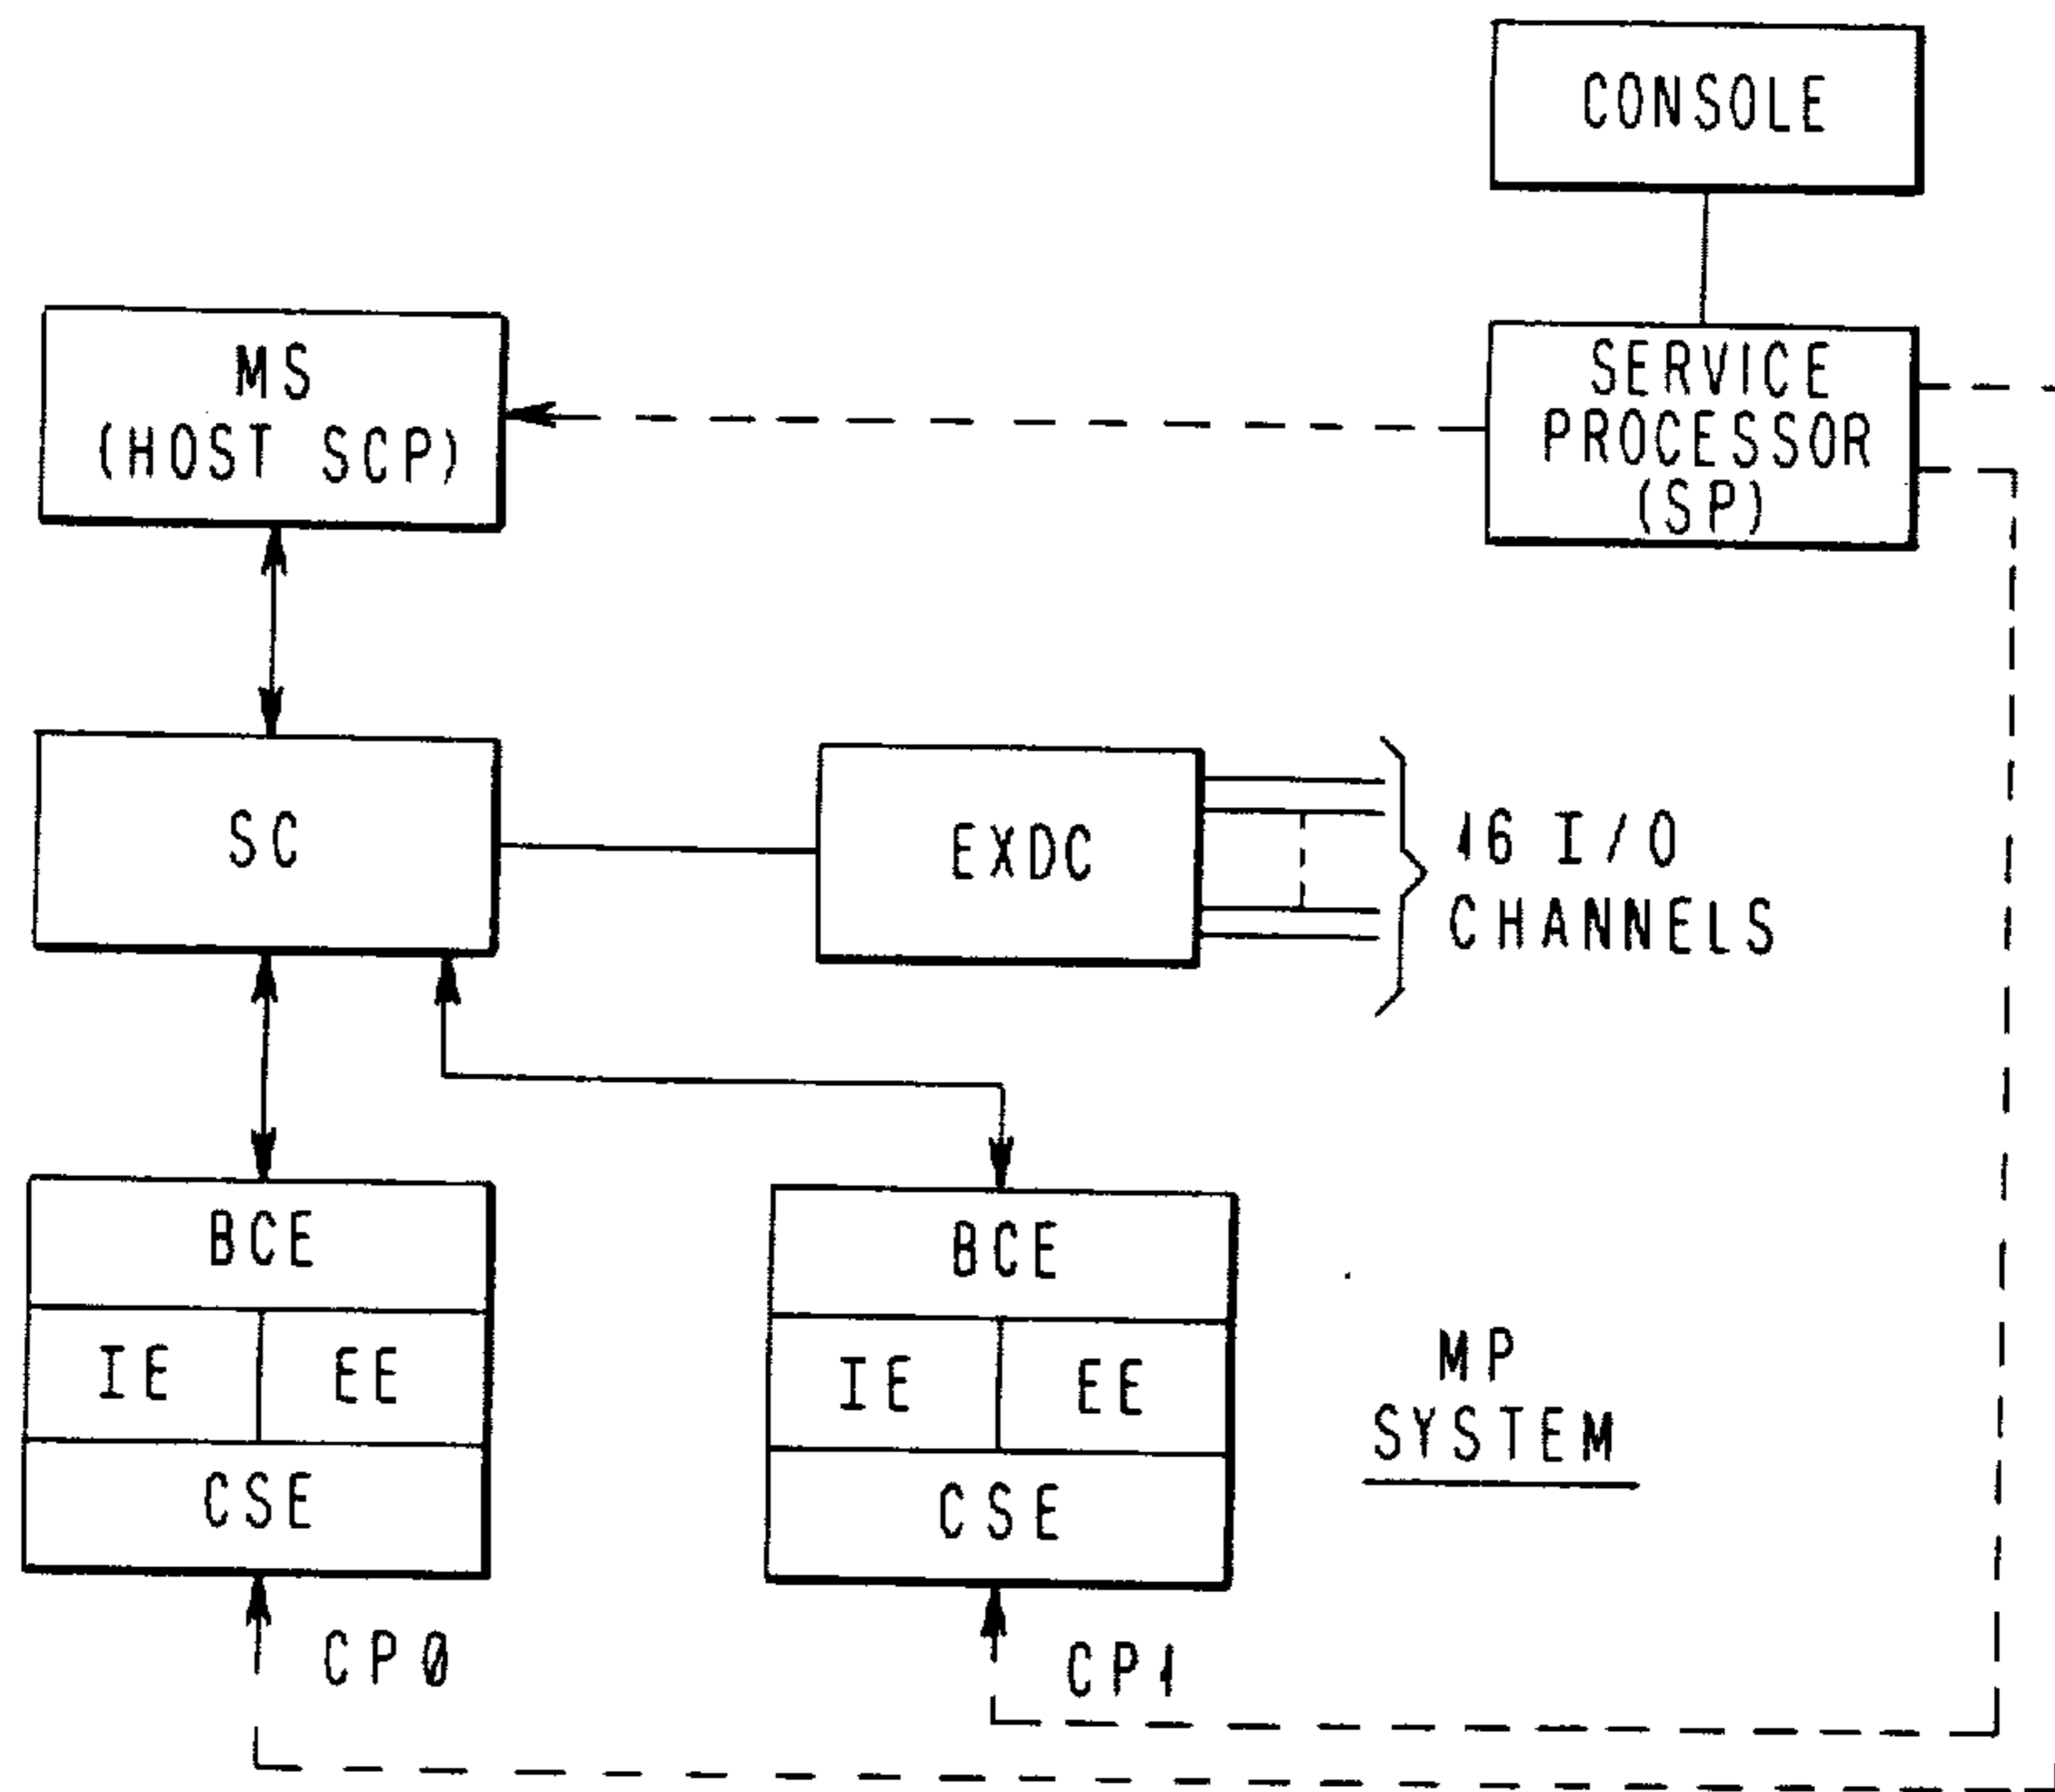 CONSOLE
MS
(HOST SCP)
SERVICE
PROCESSOR
(SP)
SC
EXDC
16 I/O
CHANNELS
BCE
IE EE
CSE
CP0
BCE
IE EE
CSE
CP1
MP
SYSTEM